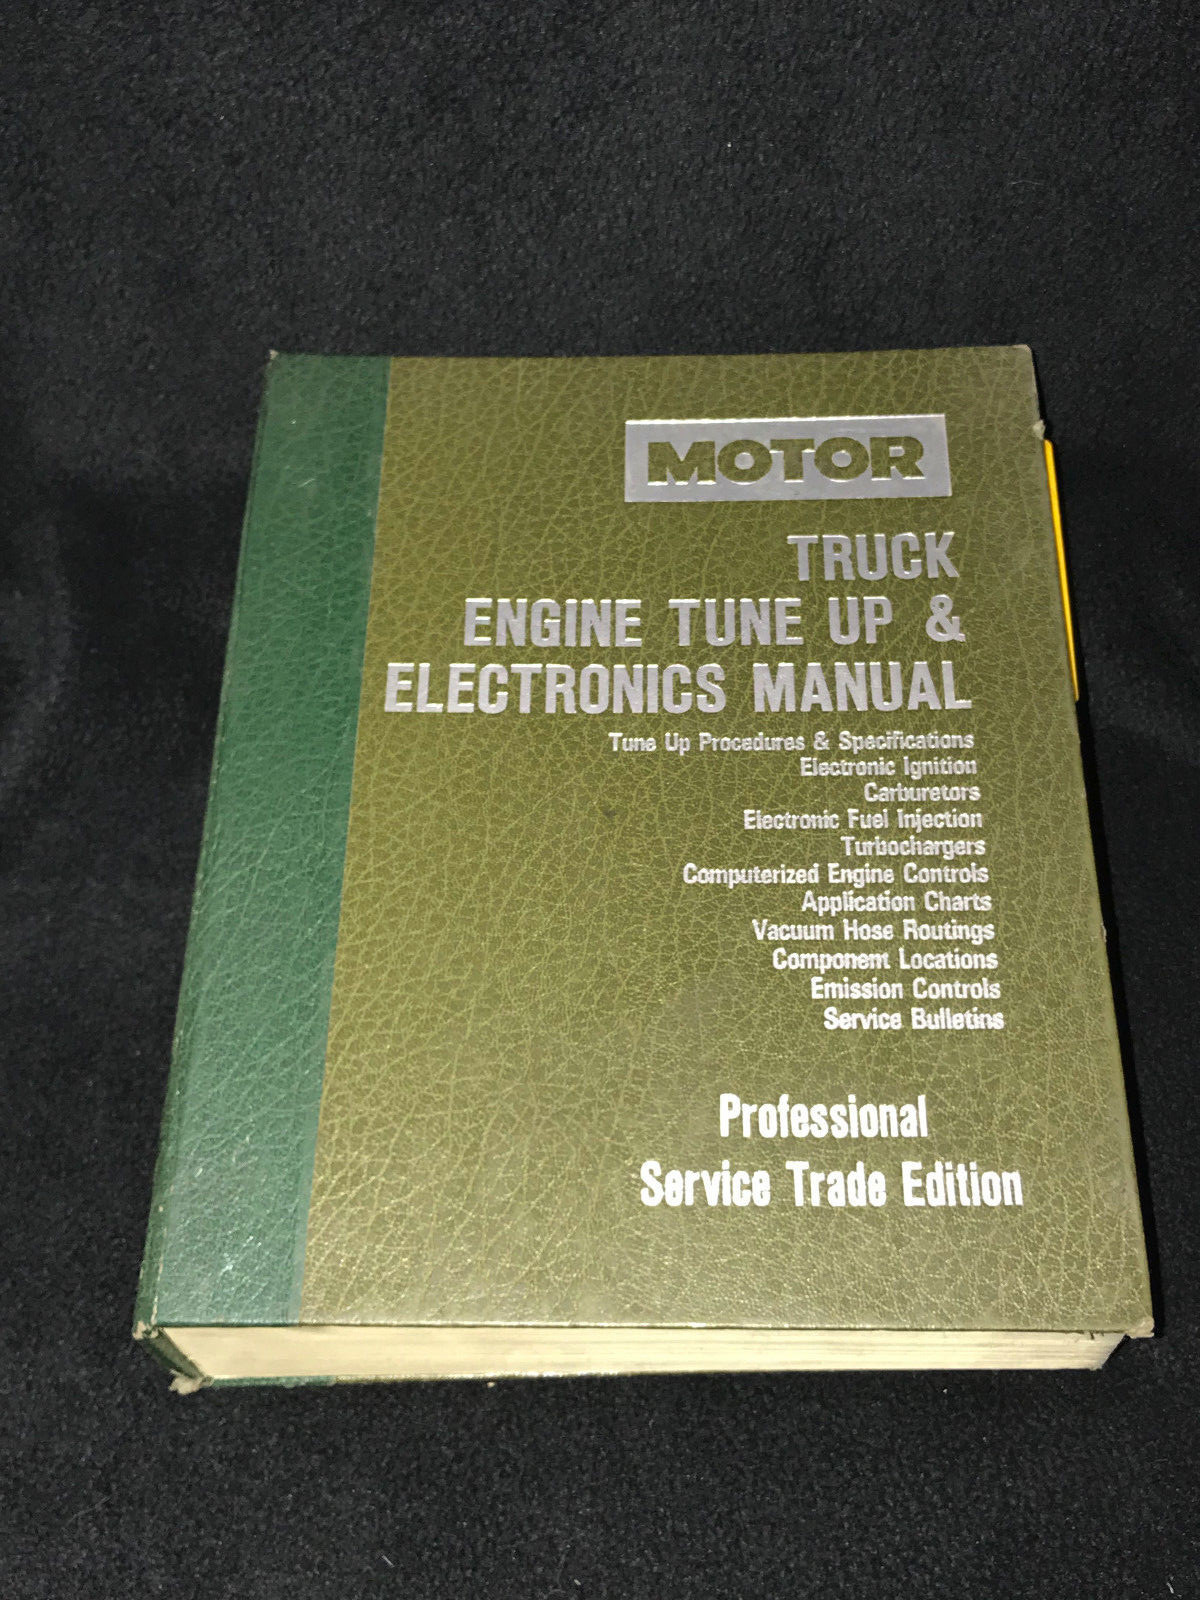 MOTOR
TRUCK
ENGINE TUNE UP &
ELECTRONICS MANUAL
Tune Up Procedures & Specifications
Electronic Ignition
Carburetors
Electronic Fuel Injection
Turbochargers
Computerized Engine Controls
Application Charts
Vacuum Hose Routings
Component Locations
Emission Controls
Service Bulletins
Professional
Service Trade Edition